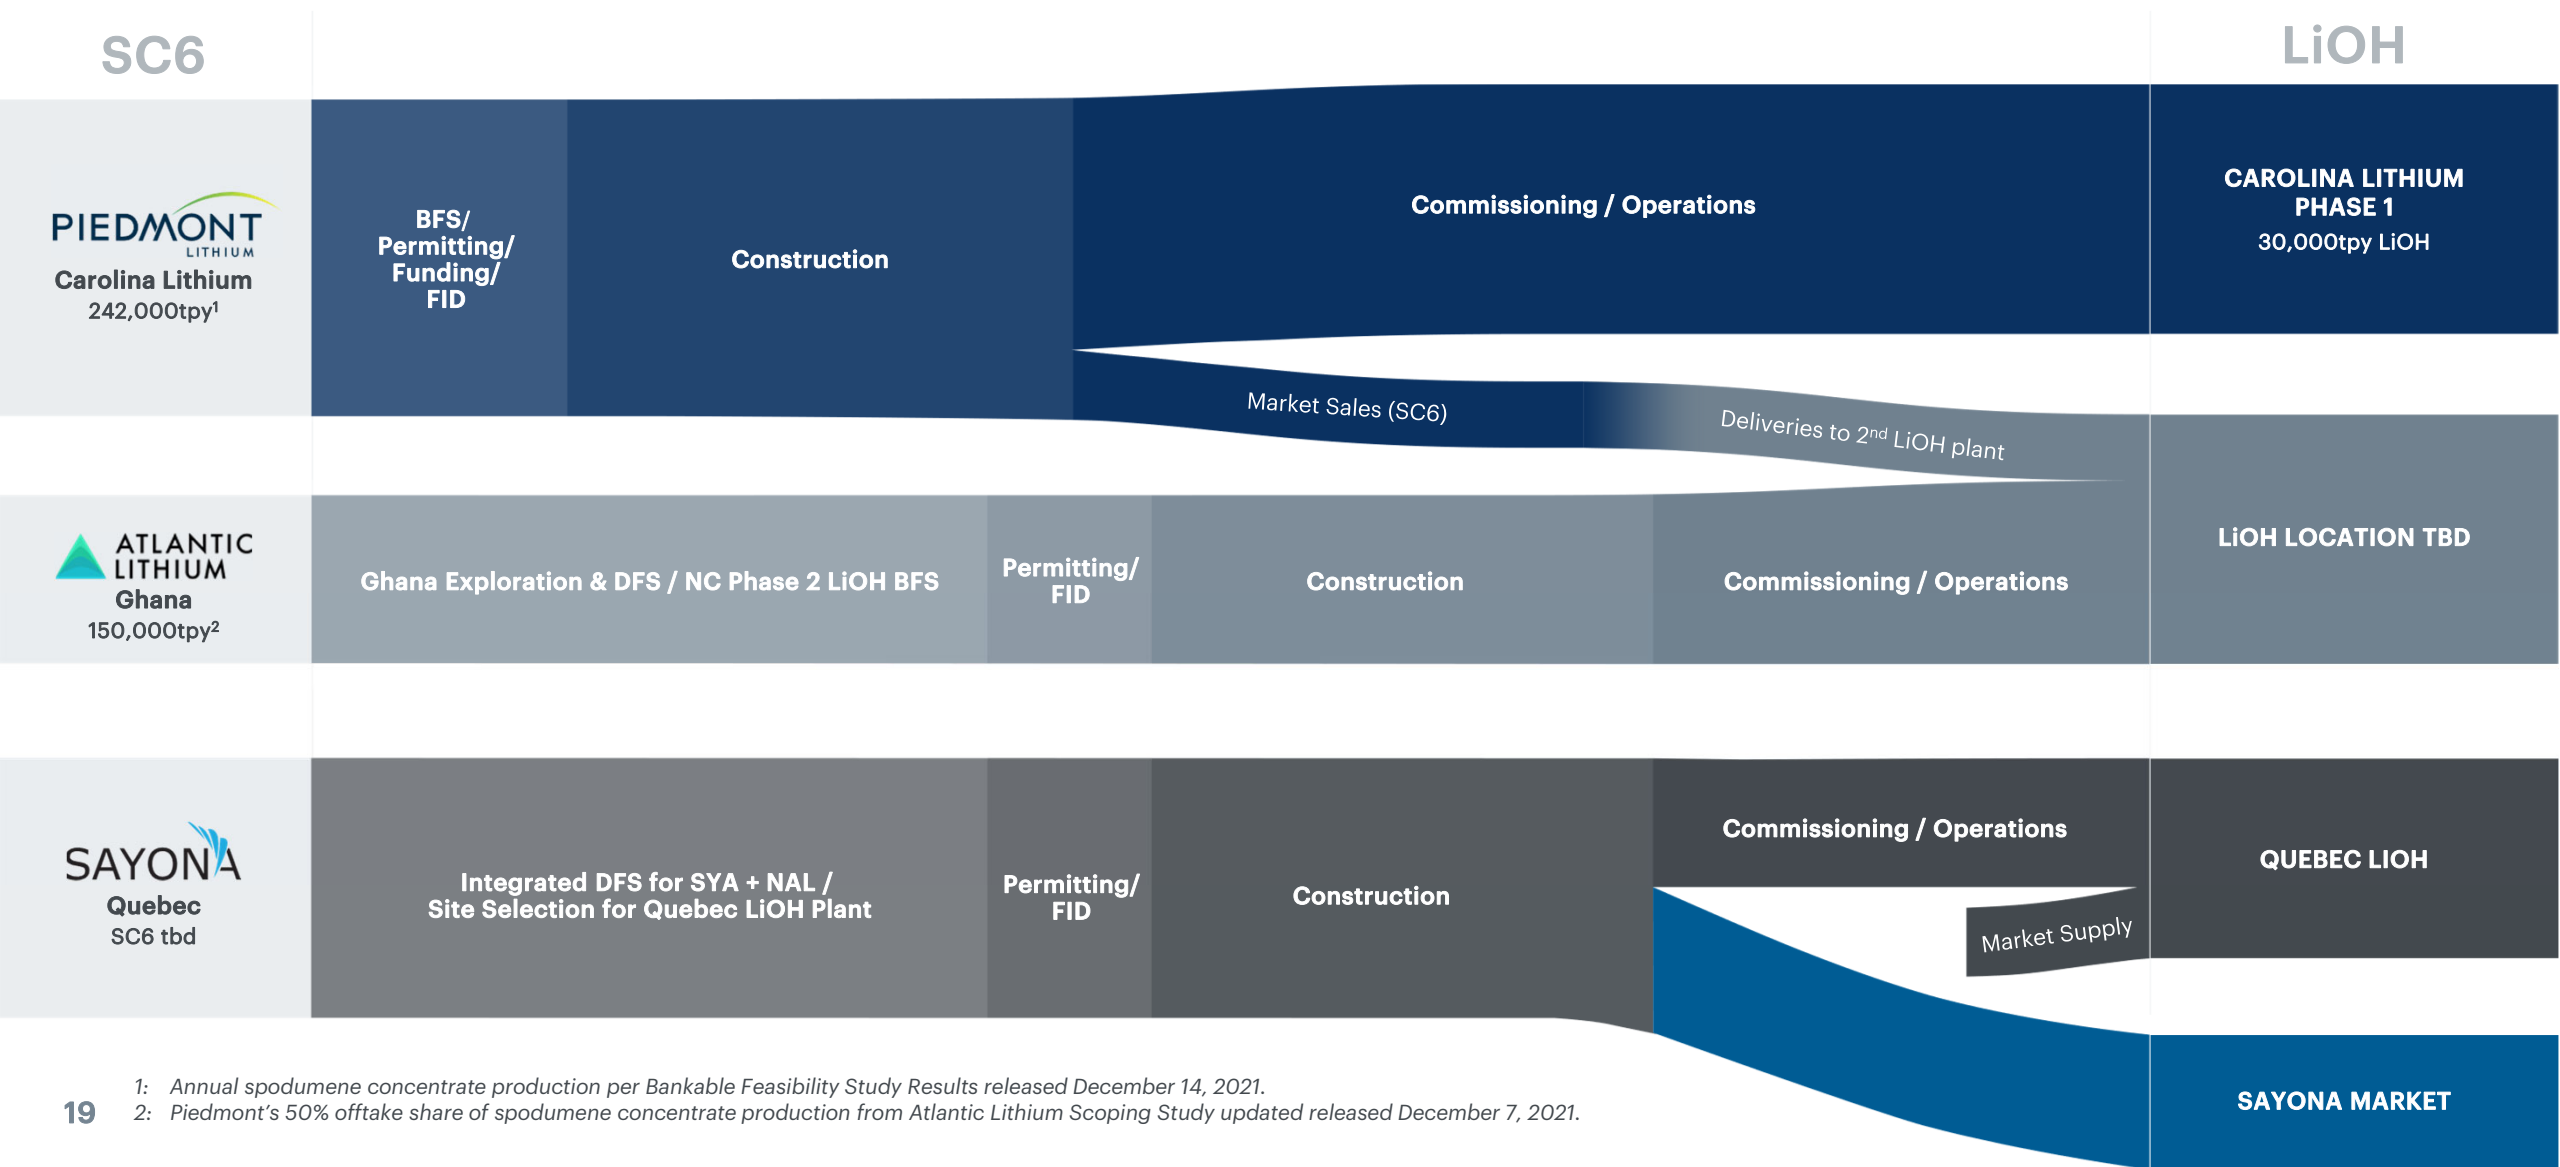 SC6
LiOH
PIEDMONT
LITHIUM
Carolina Lithium
242,000tpy¹
BFS/
Permitting/
Funding/
FID
Construction
Commissioning / Operations
CAROLINA LITHIUM
PHASE 1
30,000tpy LiOH
Market Sales (SC6)
Deliveries to 2ⁿᵈ LiOH plant
ATLANTIC
LITHIUM
Ghana
150,000tpy²
Ghana Exploration & DFS / NC Phase 2 LiOH BFS
Permitting/
FID
Construction
Commissioning / Operations
LiOH LOCATION TBD
SAYONA
Quebec
SC6 tbd
Integrated DFS for SYA + NAL /
Site Selection for Quebec LiOH Plant
Permitting/
FID
Construction
Commissioning / Operations
Market Supply
QUEBEC LIOH
SAYONA MARKET
1: Annual spodumene concentrate production per Bankable Feasibility Study Results released December 14, 2021.
2: Piedmont's 50% offtake share of spodumene concentrate production from Atlantic Lithium Scoping Study updated released December 7, 2021.
19